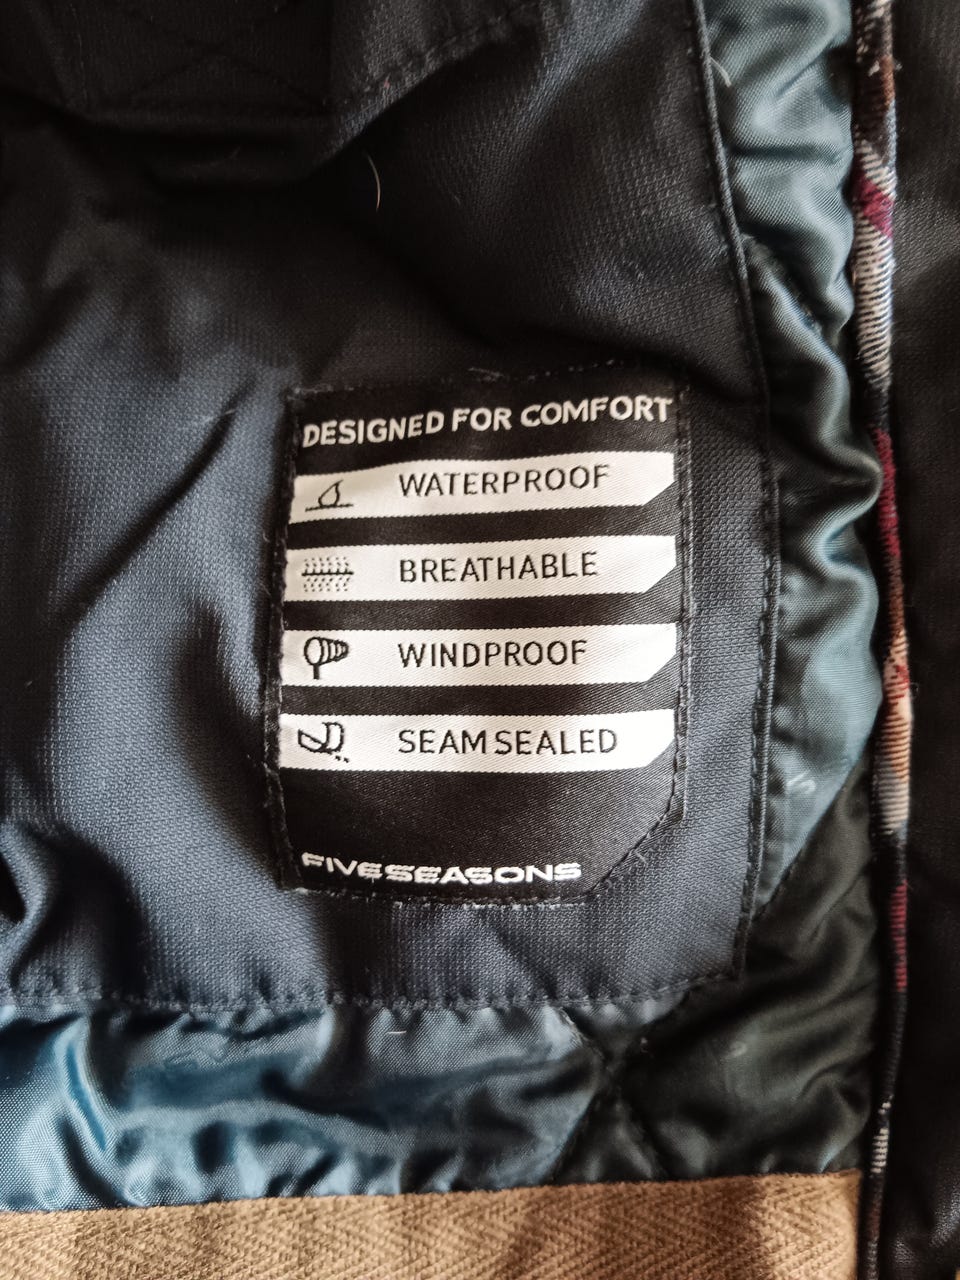 DESIGNED FOR COMFORT
WATERPROOF
BREATHABLE
WINDPROOF
SEAM SEALED
FIVESEASONS